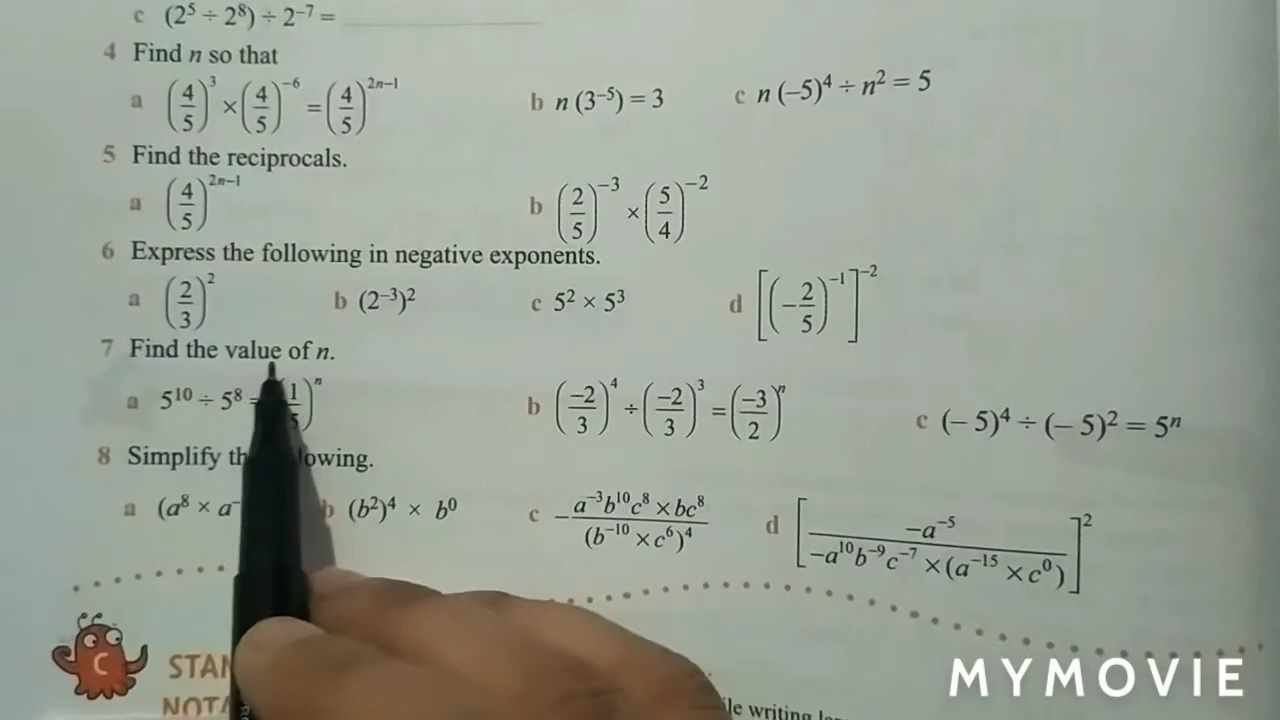 c (2⁵ ÷ 2⁸) ÷ 2⁻⁷ =
4 Find n so that
a (4/5)³ × (4/5)⁻⁶ = (4/5)²ⁿ⁻¹ b n (3⁻⁵) = 3 c n (−5)⁴ ÷ n² = 5
5 Find the reciprocals.
a (4/5)²ⁿ⁻¹ b (2/5)⁻³ × (5/4)⁻²
6 Express the following in negative exponents.
a (2/3)² b (2⁻³)² c 5² × 5³ d [(−2/5)⁻¹]⁻²
7 Find the value of n.
a 5¹⁰ ÷ 5⁸ = (1/5)ⁿ b (−2/3)⁴ ÷ (−2/3)³ = (−3/2)ⁿ c (− 5)⁴ ÷ (− 5)² = 5ⁿ
8 Simplify
a (a⁸ × a⁻ b (b²)⁴ × b⁰ c − a⁻³b¹⁰c⁸ × bc⁸ / (b⁻¹⁰ × c⁶)⁴ d [−a⁻⁵ / −a¹⁰b⁻⁹c⁻⁷ × (a⁻¹⁵ × c⁰)]²
C
MYMOVIE
writing